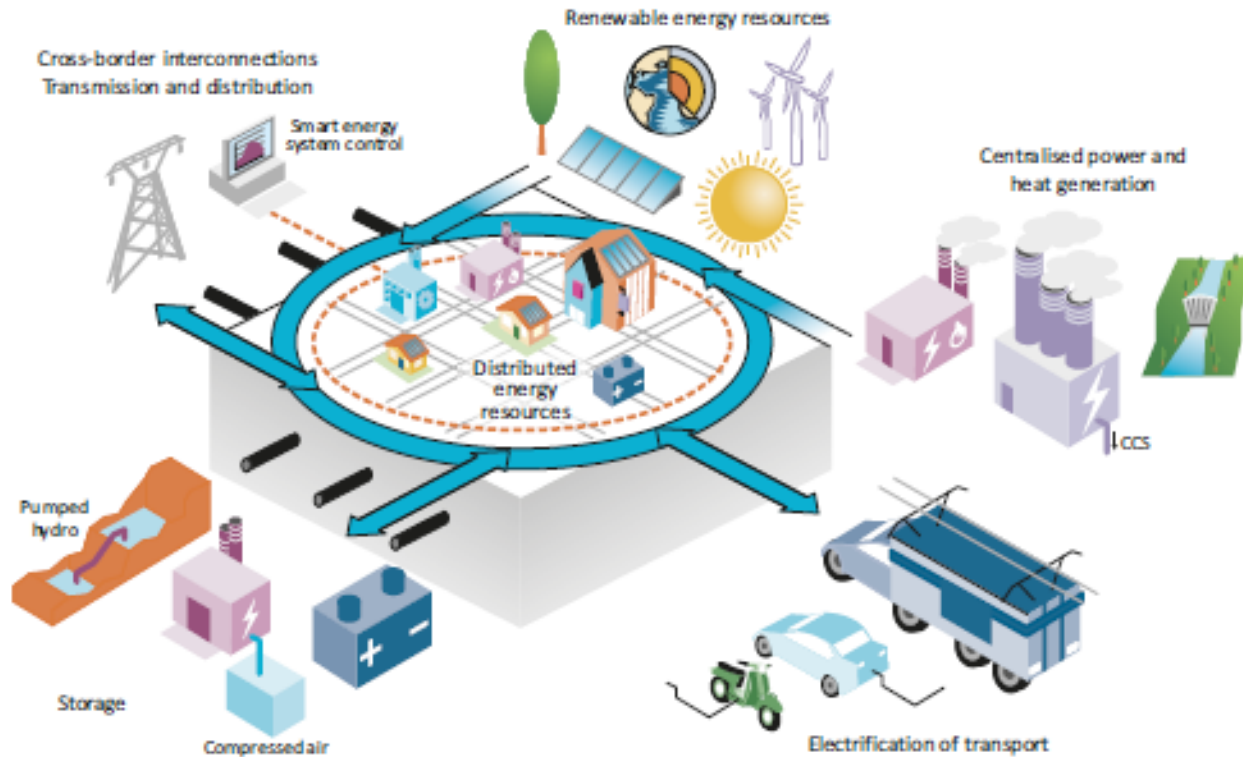 Renewable energy resources
Cross-border interconnections
Transmission and distribution
Smart energy
system control
Centralised power and
heat generation
Distributed
energy
resources
CCS
Pumped
hydro
Storage
Compressed air
Electrification of transport